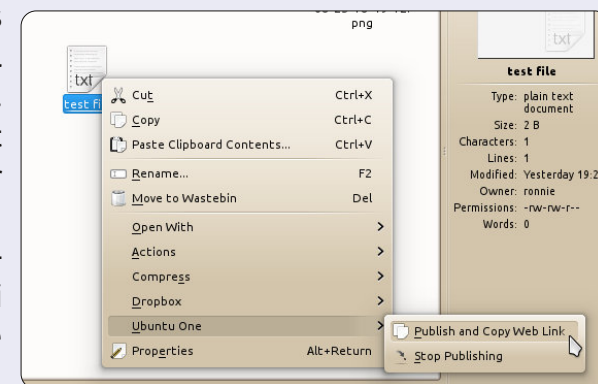 png
txt
test fi
Cut Ctrl+X
Copy Ctrl+C
Paste Clipboard Contents... Ctrl+V
Rename... F2
Move to Wastebin Del
Open With
Actions
Compress
Dropbox
Ubuntu One
Properties Alt+Return
Publish and Copy Web Link
Stop Publishing
txt
test file
Type: plain text
document
Size: 2 B
Characters: 1
Lines: 1
Modified: Yesterday 19:2
Owner: ronnie
Permissions: -rw-rw-r--
Words: 0